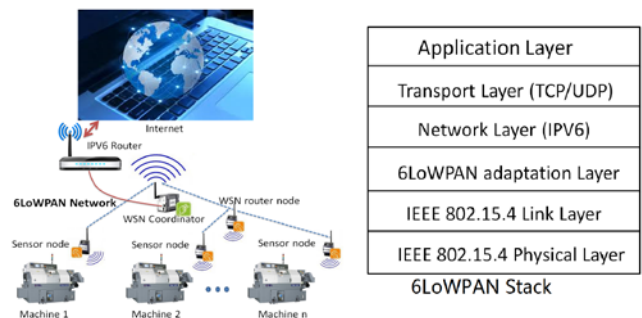 Internet
IPV6 Router
6LoWPAN Network
WSN router node
WSN Coordinator
Sensor node
Sensor node
Sensor node
Machine 1
Machine 2
Machine n
Application Layer
Transport Layer (TCP/UDP)
Network Layer (IPV6)
6LoWPAN adaptation Layer
IEEE 802.15.4 Link Layer
IEEE 802.15.4 Physical Layer
6LoWPAN Stack